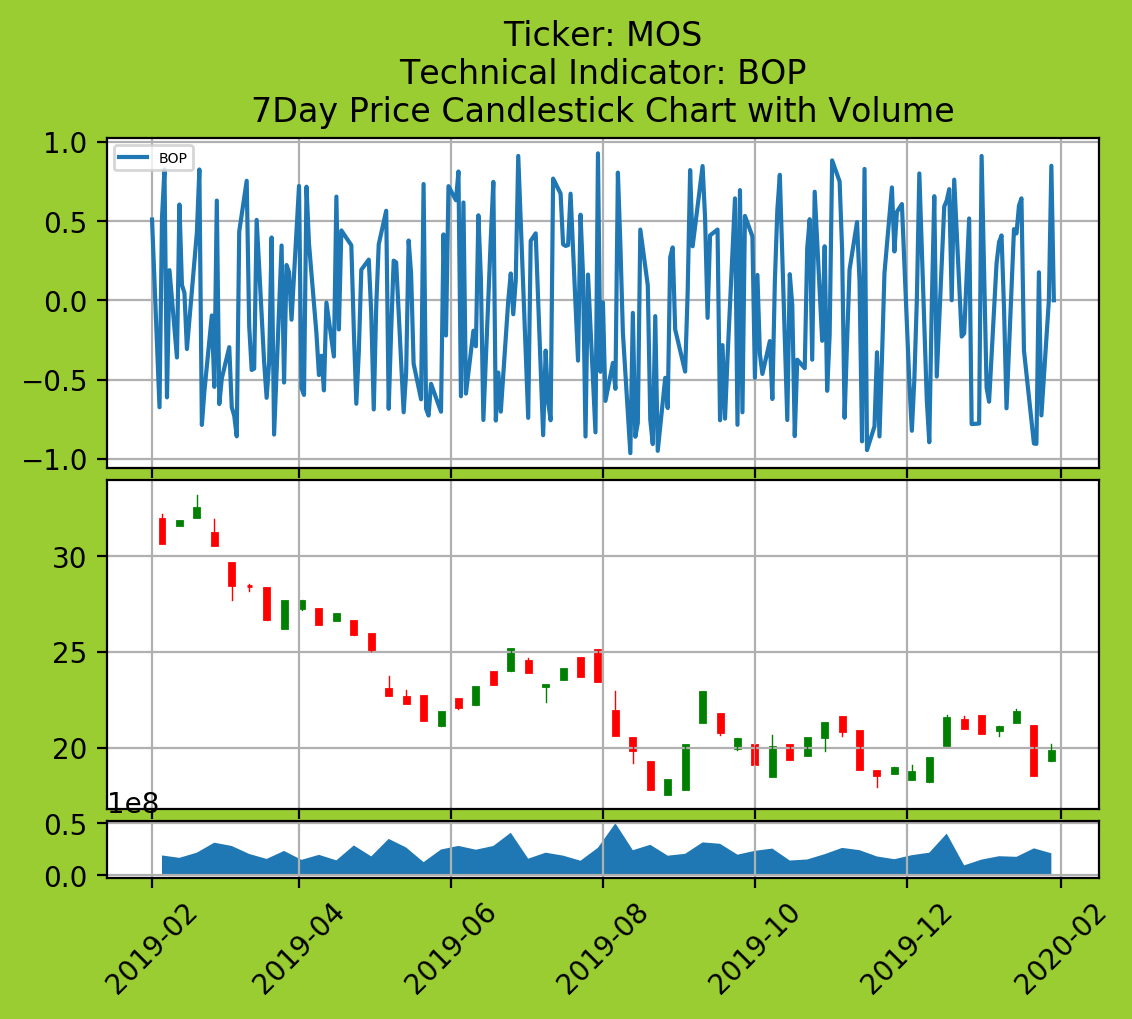 Ticker: MOS
Technical Indicator: BOP
7Day Price Candlestick Chart with Volume
1.0
BOP
0.5
0.0
−0.5
−1.0
30
25
20
1e8
0.5
0.0
2019-02 2019-04 2019-06 2019-08 2019-10 2019-12 2020-02